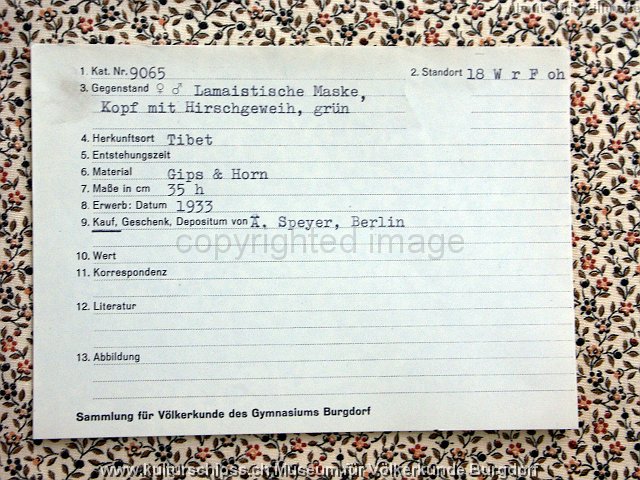 1. Kat. Nr. 9065 2. Standort 18 W r F oh
3. Gegenstand ♀ ♂ Lamaistische Maske,
Kopf mit Hirschgeweih, grün
4. Herkunftsort Tibet
5. Entstehungszeit
6. Material Gips & Horn
7. Maße in cm 35 h
8. Erwerb: Datum 1933
9. Kauf, Geschenk, Depositum von Ä. Speyer, Berlin
copyrighted image
10. Wert
11. Korrespondenz
12. Literatur
13. Abbildung
Sammlung für Völkerkunde des Gymnasiums Burgdorf
www.kulturschloss.ch Museum für Völkerkunde Burgdorf